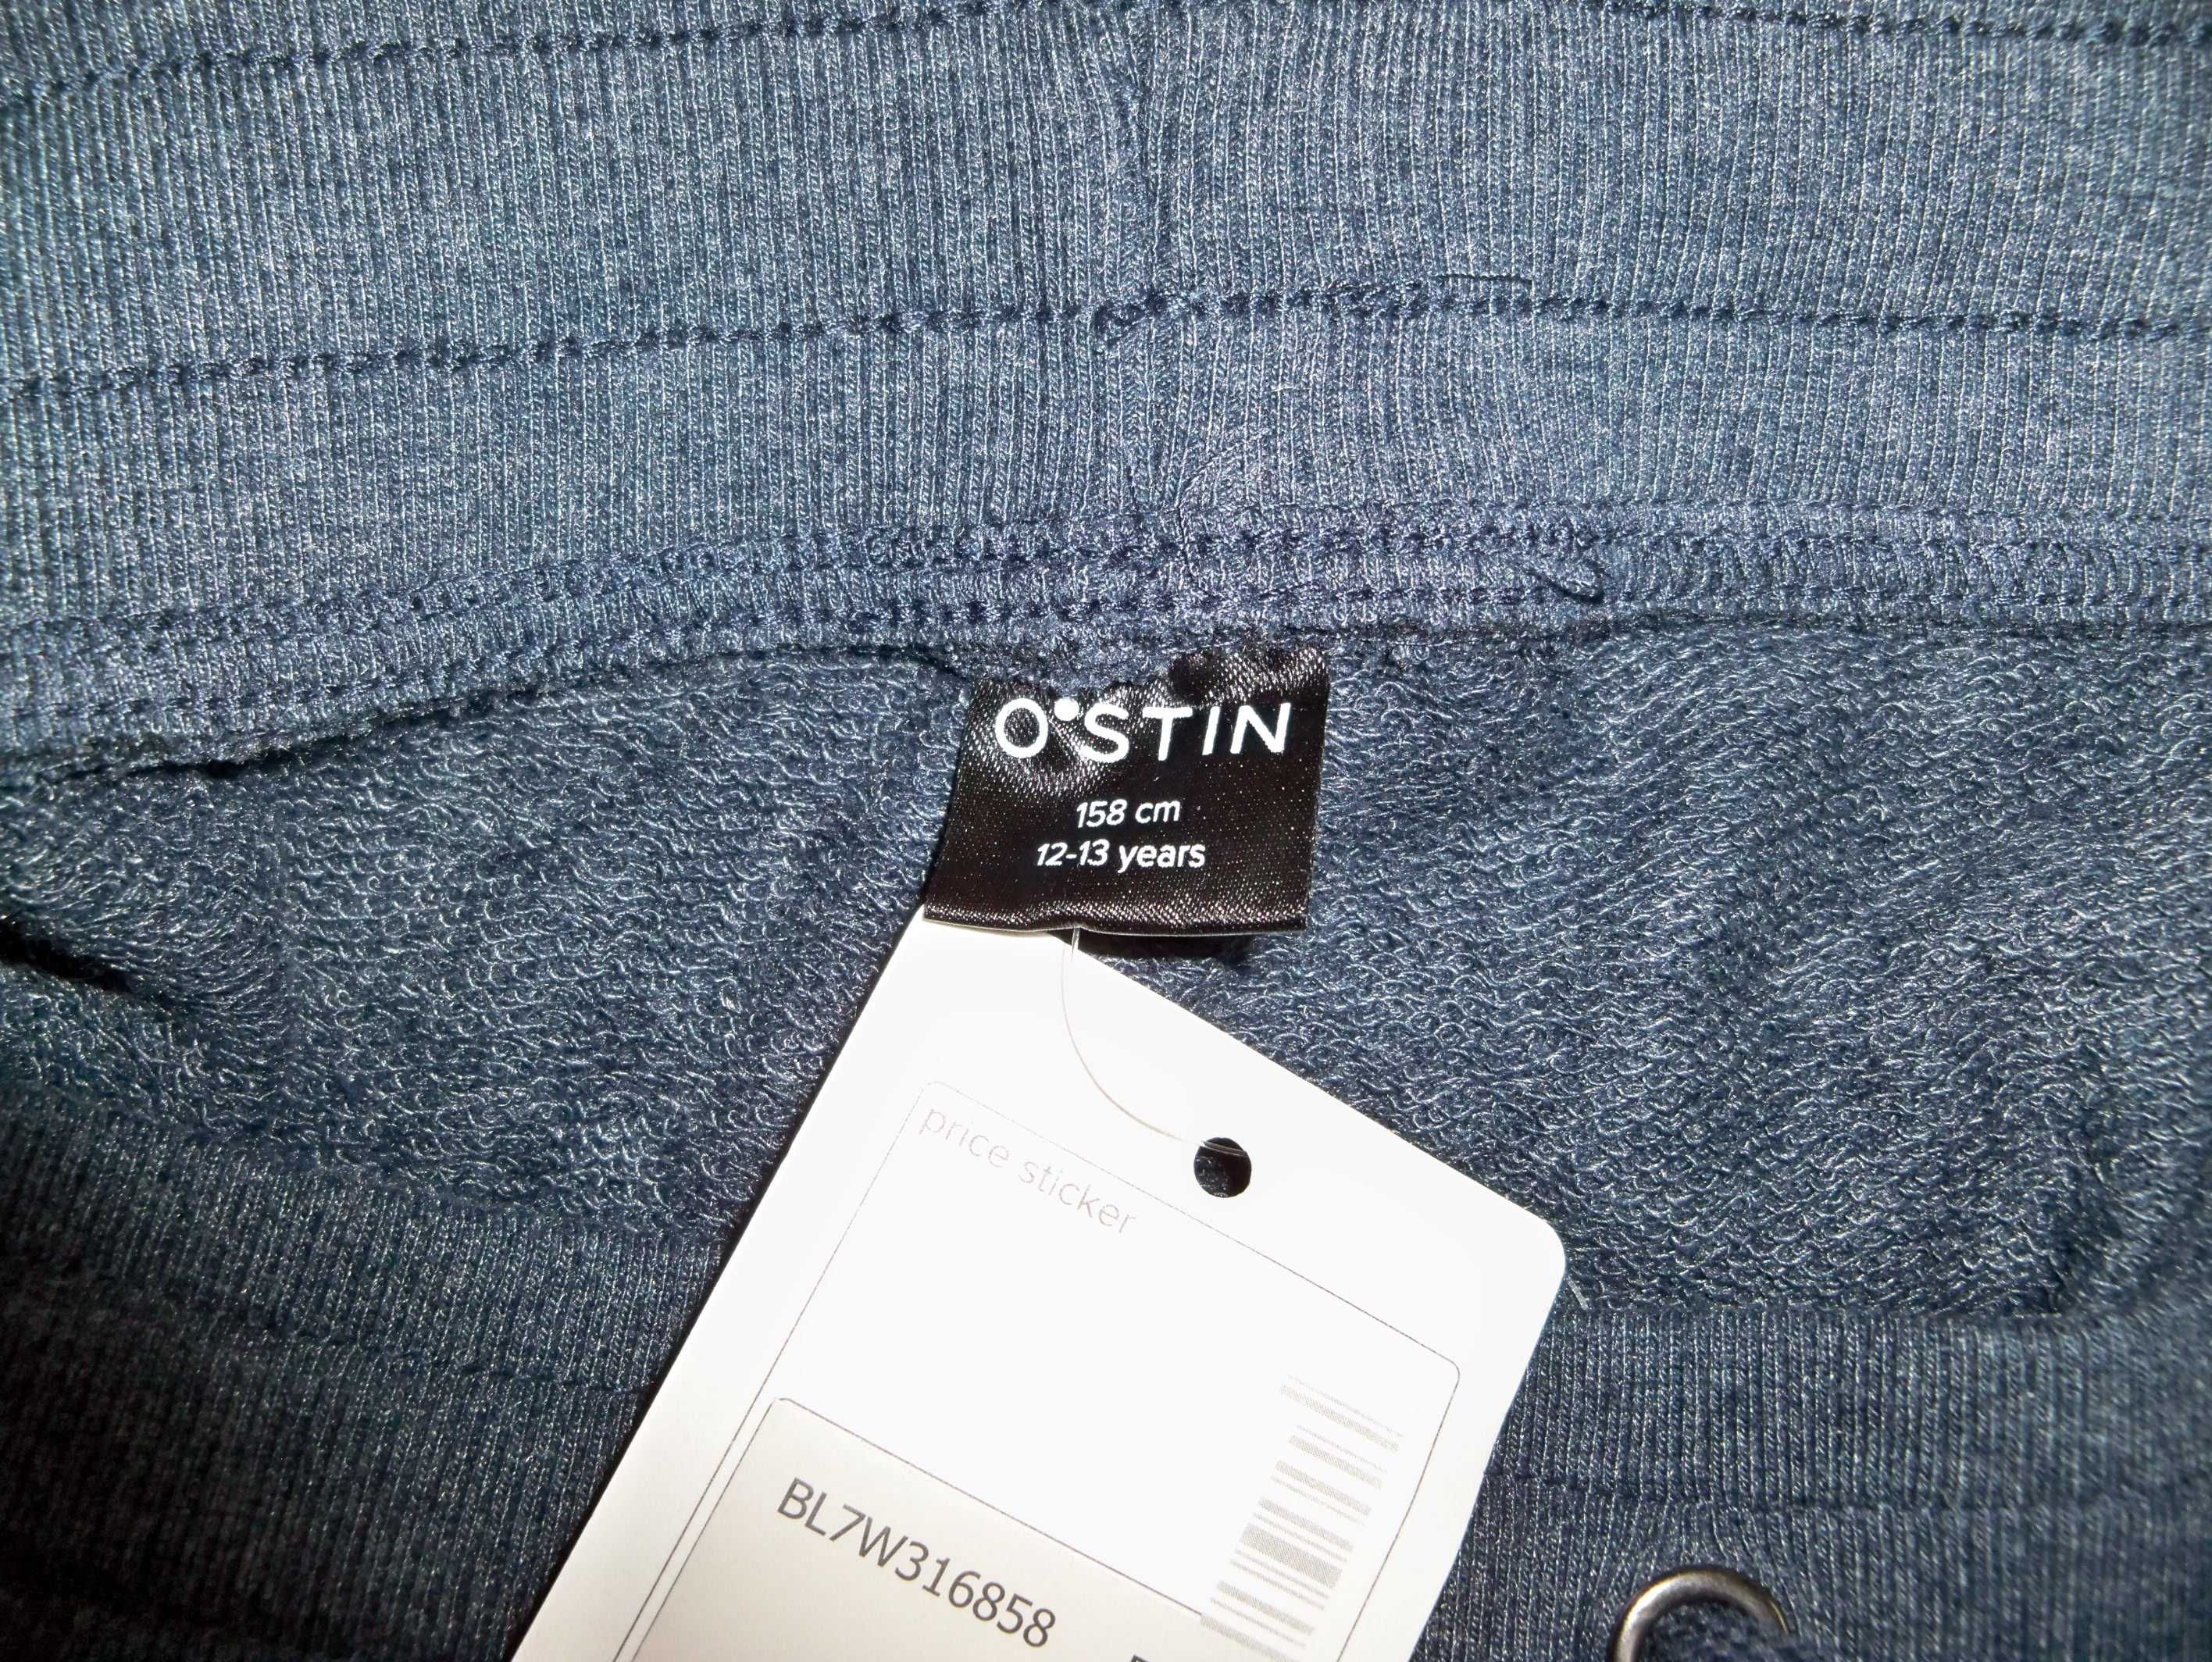 O'STIN
158 cm
12-13 years
price sticker
BL7W316858